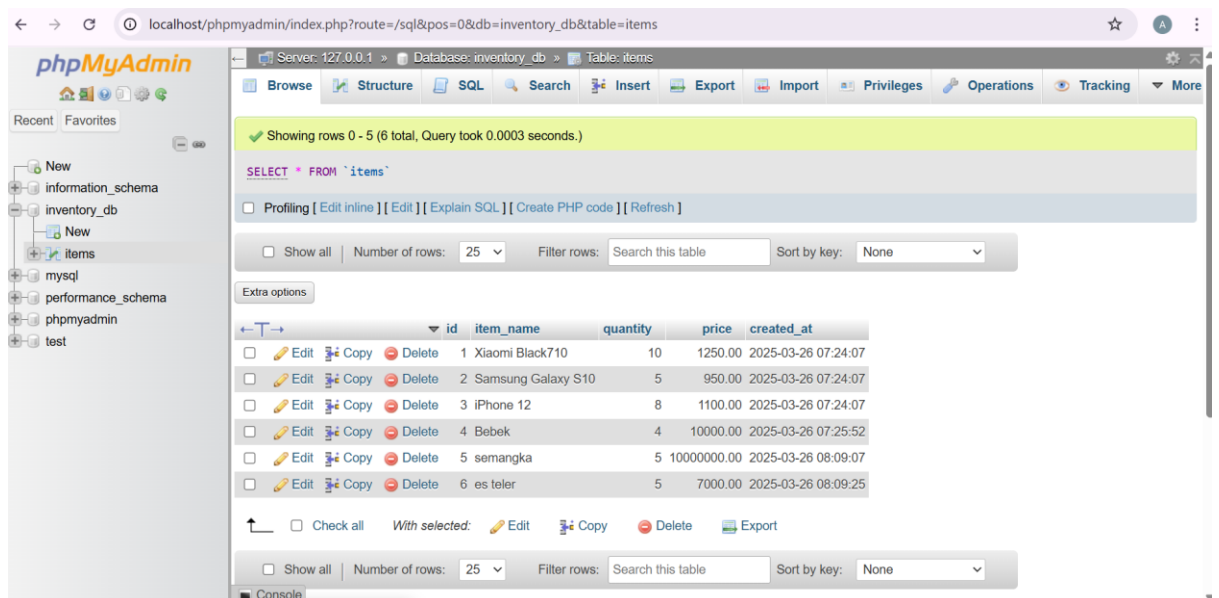 localhost/phpmyadmin/index.php?route=/sql&pos=0&db=inventory_db&table=items
A
phpMyAdmin
Recent Favorites
New
information_schema
inventory_db
New
items
mysql
performance_schema
phpmyadmin
test
Server: 127.0.0.1 » Database: inventory_db » Table: items
Browse Structure SQL Search Insert Export Import Privileges Operations Tracking More
Showing rows 0 - 5 (6 total, Query took 0.0003 seconds.)
SELECT * FROM `items`
Profiling [ Edit inline ] [ Edit ] [ Explain SQL ] [ Create PHP code ] [ Refresh ]
Show all | Number of rows: 25 Filter rows: Search this table Sort by key: None
Extra options
←T→ id item_name quantity price created_at
Edit Copy Delete 1 Xiaomi Black710 10 1250.00 2025-03-26 07:24:07
Edit Copy Delete 2 Samsung Galaxy S10 5 950.00 2025-03-26 07:24:07
Edit Copy Delete 3 iPhone 12 8 1100.00 2025-03-26 07:24:07
Edit Copy Delete 4 Bebek 4 10000.00 2025-03-26 07:25:52
Edit Copy Delete 5 semangka 5 10000000.00 2025-03-26 08:09:07
Edit Copy Delete 6 es teler 5 7000.00 2025-03-26 08:09:25
Check all With selected: Edit Copy Delete Export
Show all | Number of rows: 25 Filter rows: Search this table Sort by key: None
Console